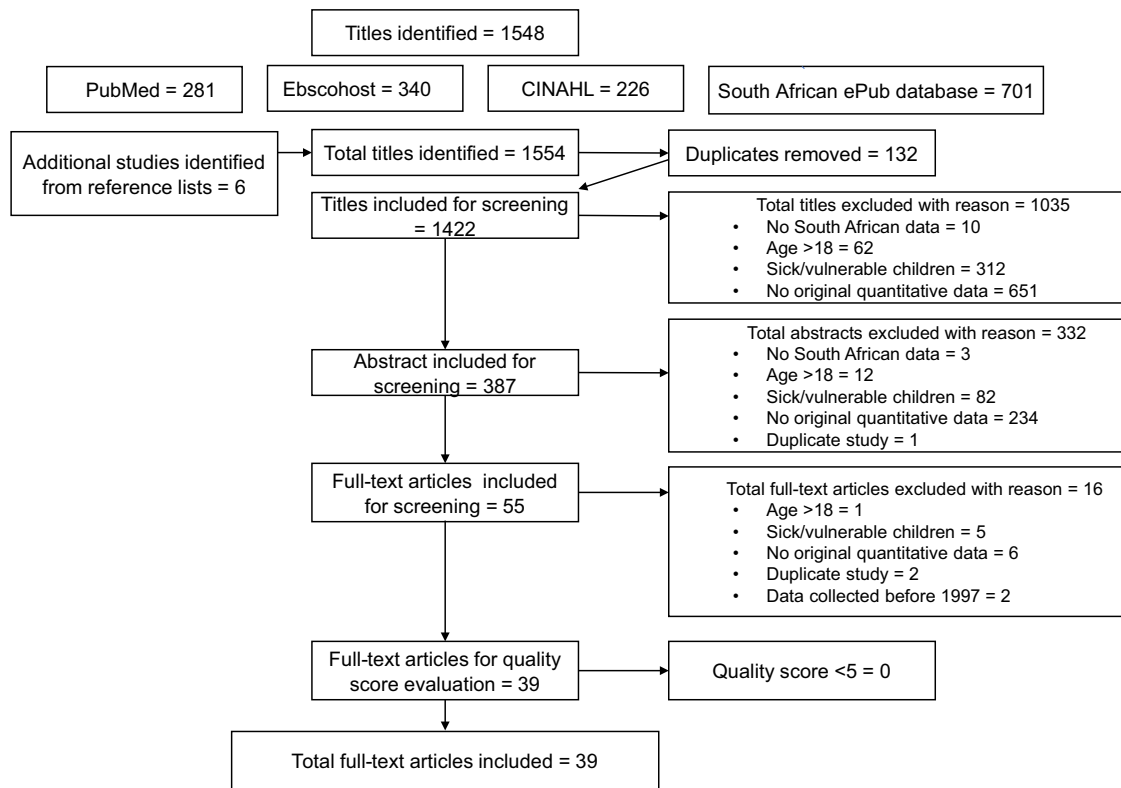 Titles identified = 1548
PubMed = 281
Ebscohost = 340
CINAHL = 226
South African ePub database = 701
Additional studies identified
from reference lists = 6
Total titles identified = 1554
Duplicates removed = 132
Titles included for screening
= 1422
Total titles excluded with reason = 1035
• No South African data = 10
• Age >18 = 62
• Sick/vulnerable children = 312
• No original quantitative data = 651
Abstract included for
screening = 387
Total abstracts excluded with reason = 332
• No South African data = 3
• Age >18 = 12
• Sick/vulnerable children = 82
• No original quantitative data = 234
• Duplicate study = 1
Full-text articles included
for screening = 55
Total full-text articles excluded with reason = 16
• Age >18 = 1
• Sick/vulnerable children = 5
• No original quantitative data = 6
• Duplicate study = 2
• Data collected before 1997 = 2
Full-text articles for quality
score evaluation = 39
Quality score <5 = 0
Total full-text articles included = 39